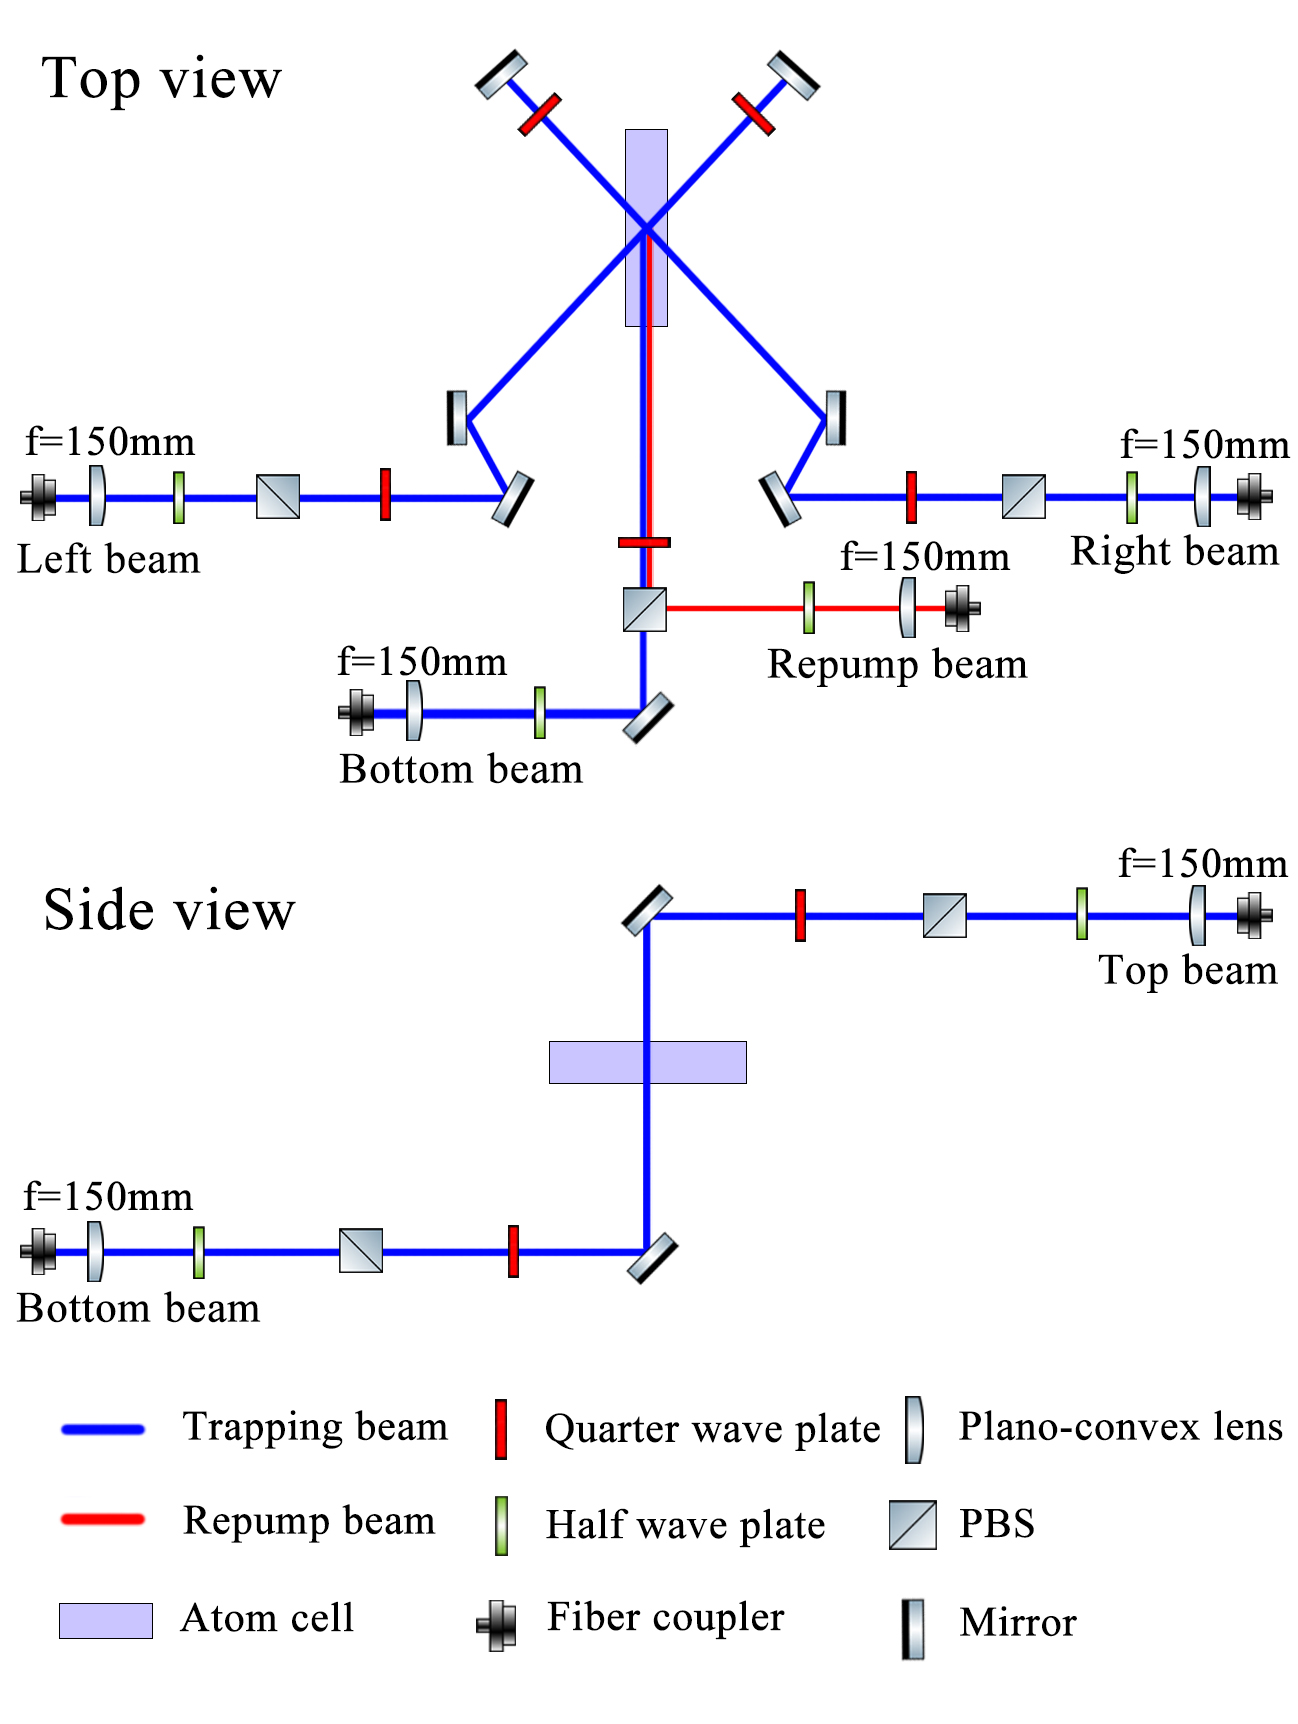 Top view
f=150mm
Left beam
f=150mm
Right beam
f=150mm
Repump beam
f=150mm
Bottom beam
Side view
f=150mm
Top beam
f=150mm
Bottom beam
Trapping beam
Quarter wave plate
Plano-convex lens
Repump beam
Half wave plate
PBS
Atom cell
Fiber coupler
Mirror